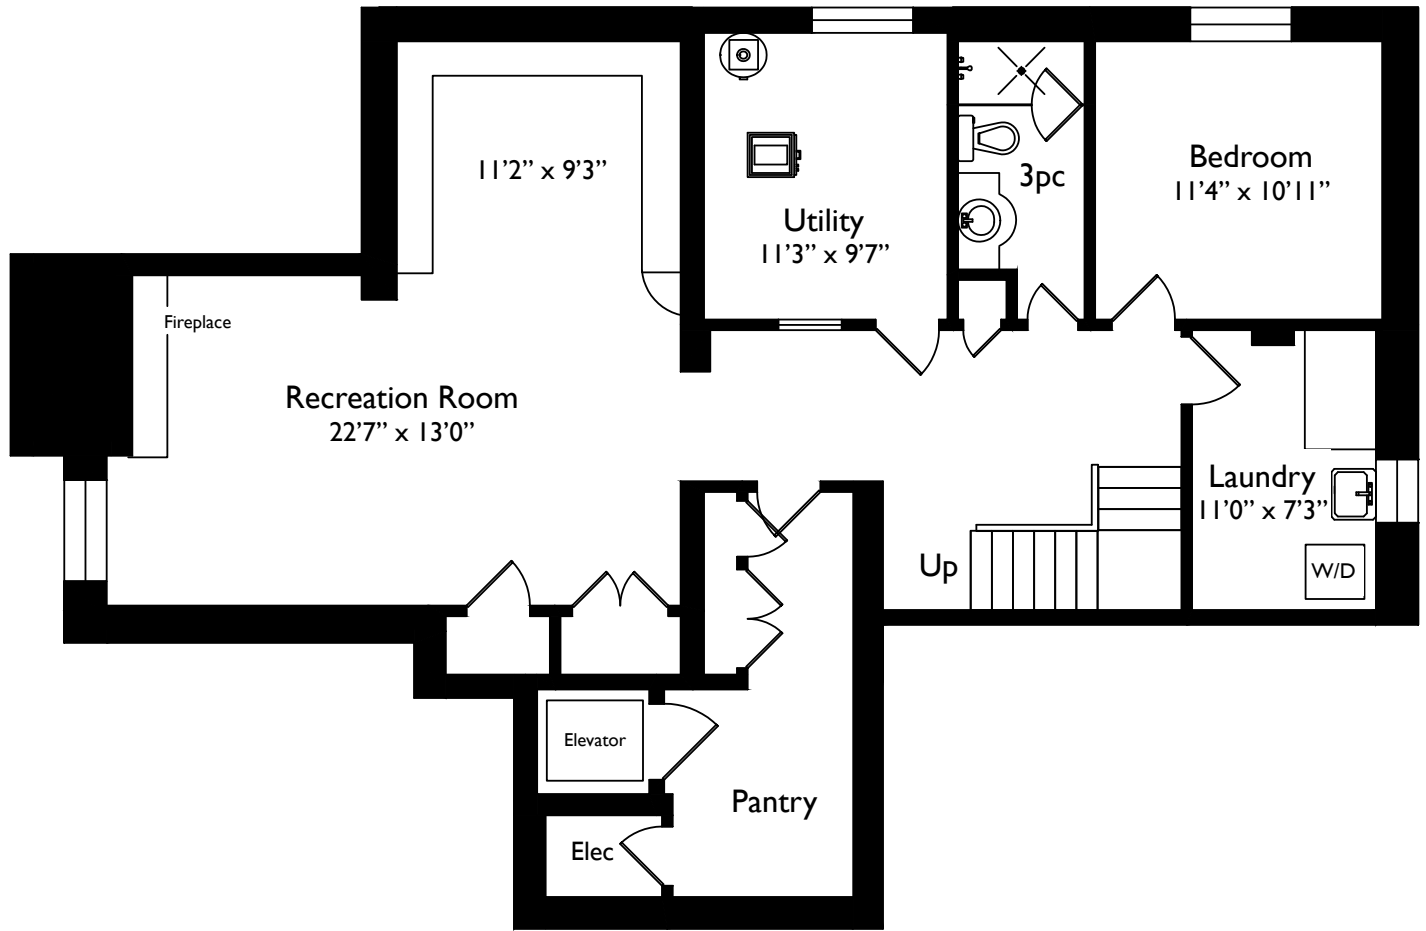 11’2” x 9’3”
Utility
11’3” x 9’7”
3pc
Bedroom
11’4” x 10’11”
Fireplace
Recreation Room
22’7” x 13’0”
Laundry
11’0” x 7’3”
Up
W/D
Elevator
Pantry
Elec